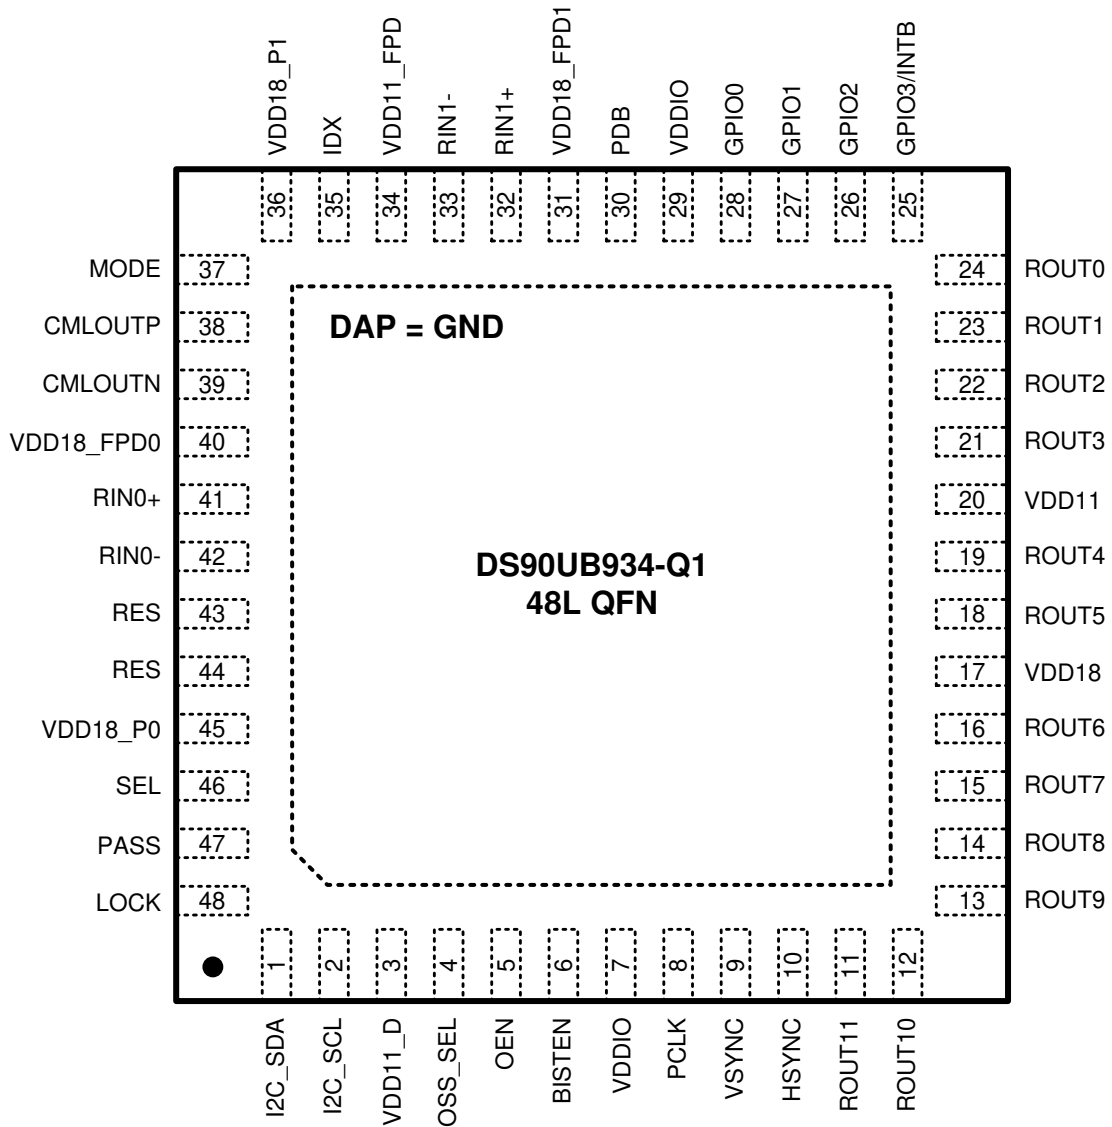 VDD18_P1
IDX
VDD11_FPD
RIN1-
RIN1+
VDD18_FPD1
PDB
VDDIO
GPIO0
GPIO1
GPIO2
GPIO3/INTB
36
35
34
33
32
31
30
29
28
27
26
25
MODE 37
CMLOUTP 38
CMLOUTN 39
VDD18_FPD0 40
RIN0+ 41
RIN0- 42
RES 43
RES 44
VDD18_P0 45
SEL 46
PASS 47
LOCK 48
DAP = GND
DS90UB934-Q1
48L QFN
24 ROUT0
23 ROUT1
22 ROUT2
21 ROUT3
20 VDD11
19 ROUT4
18 ROUT5
17 VDD18
16 ROUT6
15 ROUT7
14 ROUT8
13 ROUT9
1
2
3
4
5
6
7
8
9
10
11
12
I2C_SDA
I2C_SCL
VDD11_D
OSS_SEL
OEN
BISTEN
VDDIO
PCLK
VSYNC
HSYNC
ROUT11
ROUT10